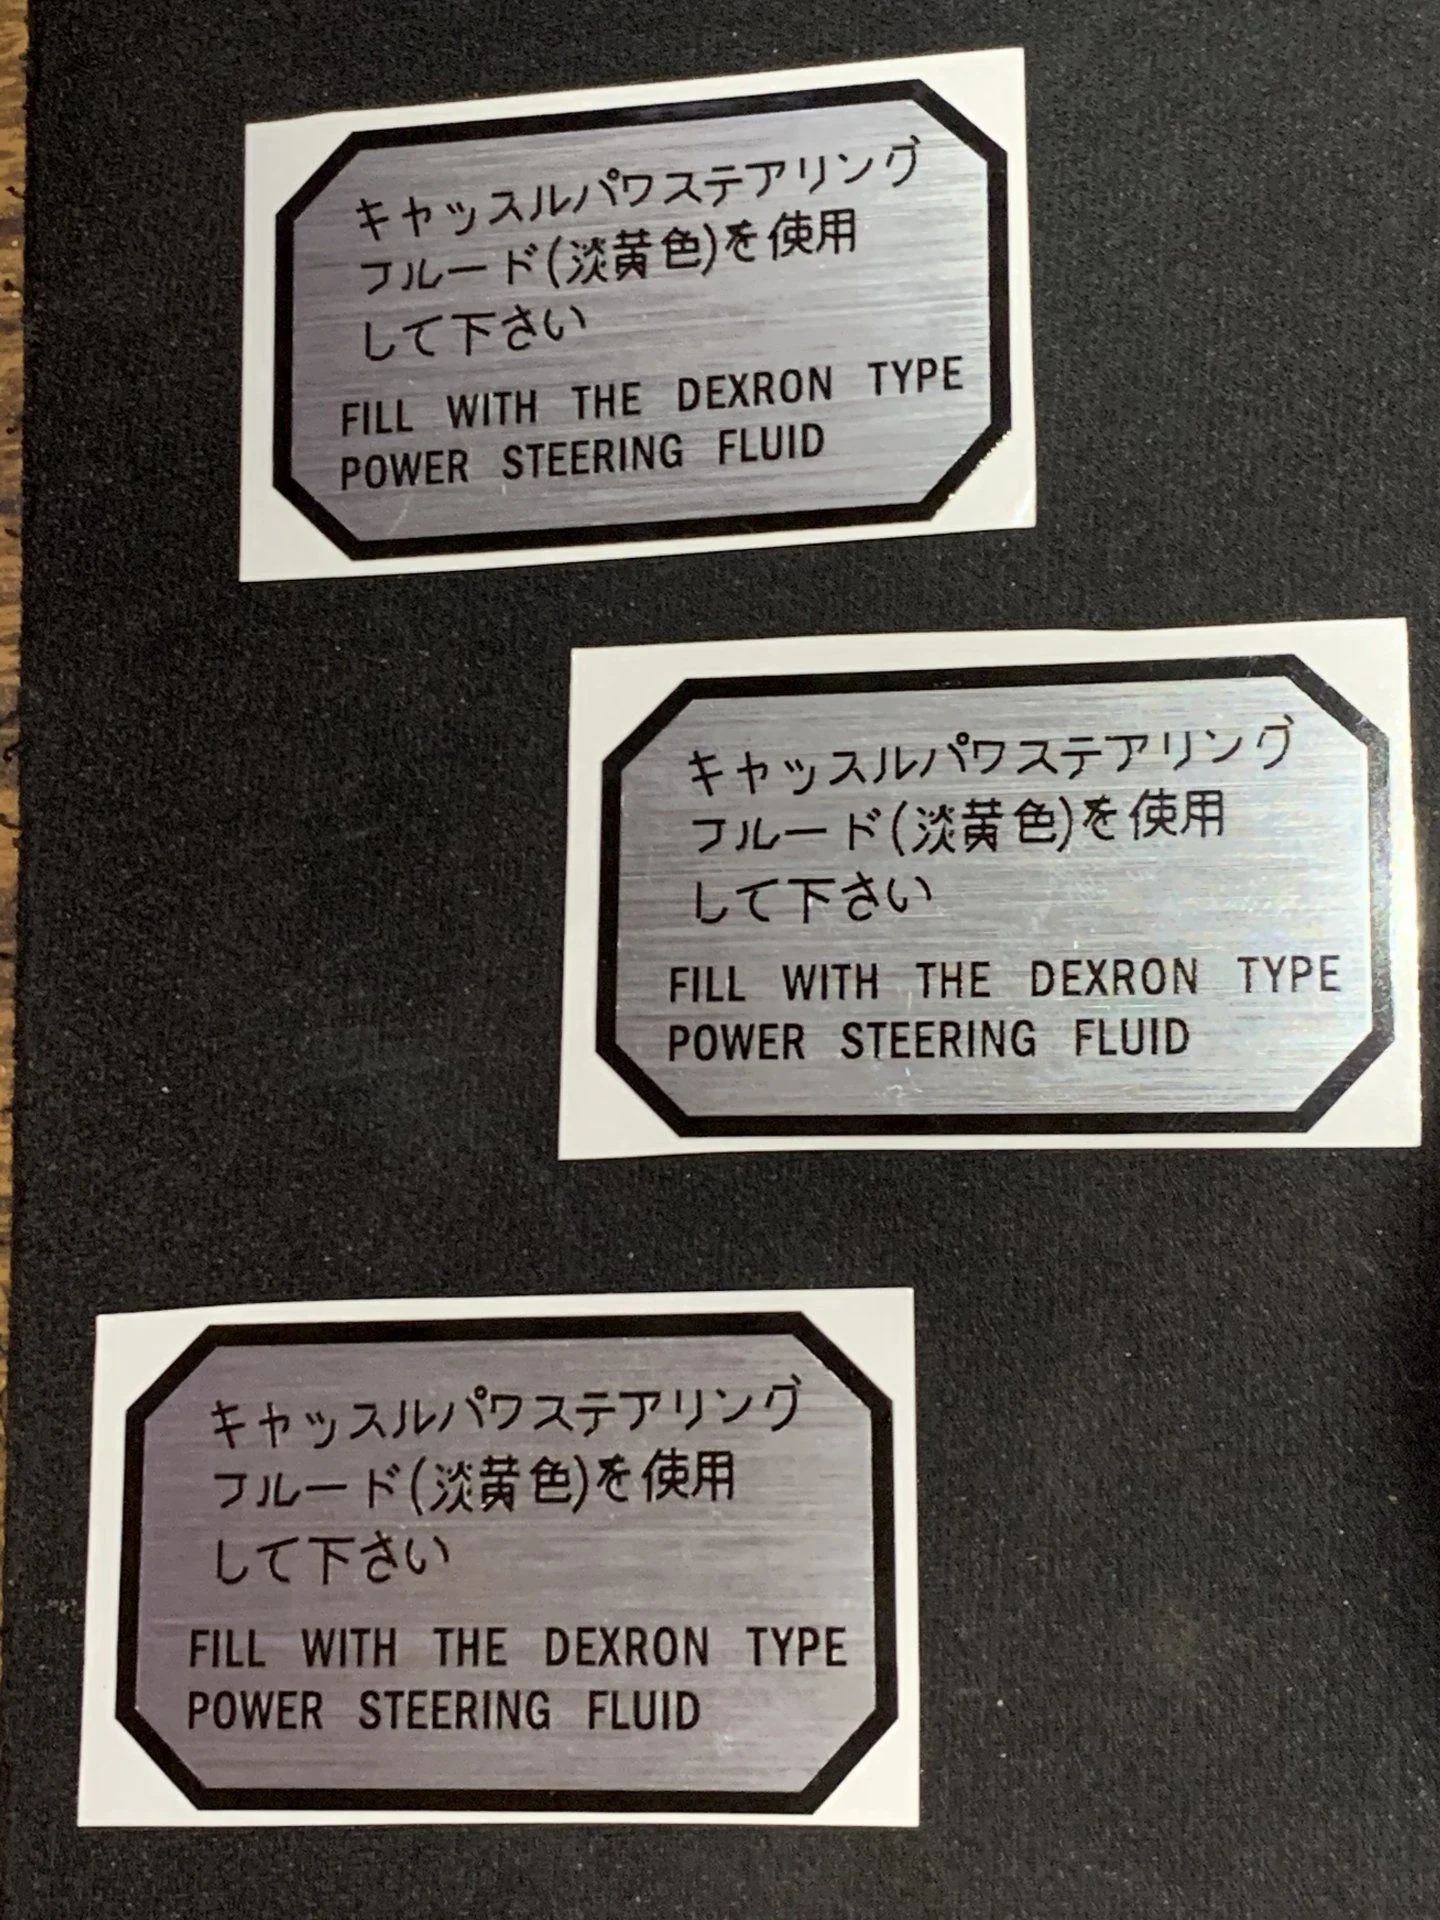 キャッスルパワステアリング
フルード(淡黄色)を使用
して下さい
FILL WITH THE DEXRON TYPE
POWER STEERING FLUID
キャッスルパワステアリング
フルード(淡黄色)を使用
して下さい
FILL WITH THE DEXRON TYPE
POWER STEERING FLUID
キャッスルパワステアリング
フルード(淡黄色)を使用
して下さい
FILL WITH THE DEXRON TYPE
POWER STEERING FLUID